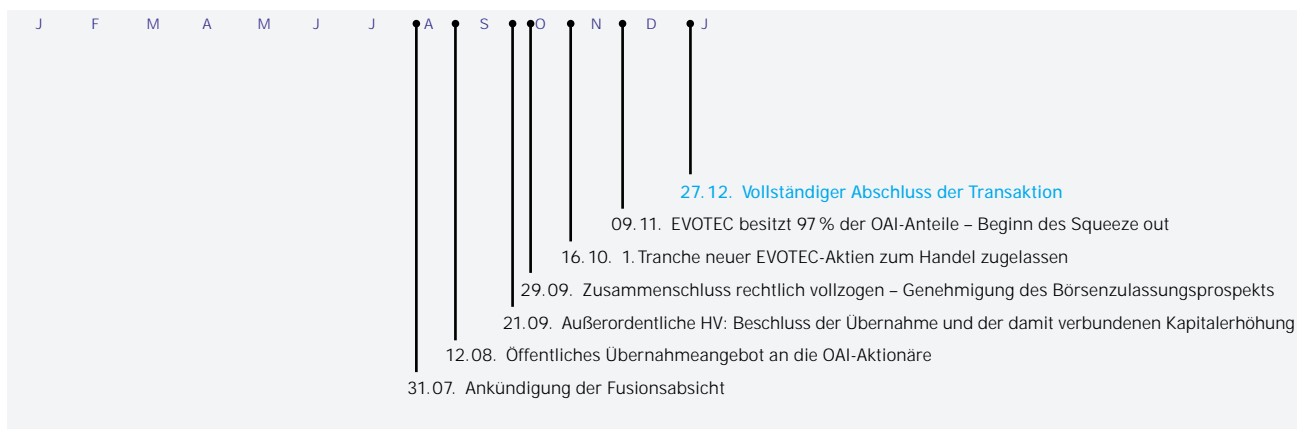 J F M A M J J A S O N D J
27.12. Vollständiger Abschluss der Transaktion
09.11. EVOTEC besitzt 97 % der OAI-Anteile – Beginn des Squeeze out
16.10. 1. Tranche neuer EVOTEC-Aktien zum Handel zugelassen
29.09. Zusammenschluss rechtlich vollzogen – Genehmigung des Börsenzulassungsprospekts
21.09. Außerordentliche HV: Beschluss der Übernahme und der damit verbundenen Kapitalerhöhung
12.08. Öffentliches Übernahmeangebot an die OAI-Aktionäre
31.07. Ankündigung der Fusionsabsicht